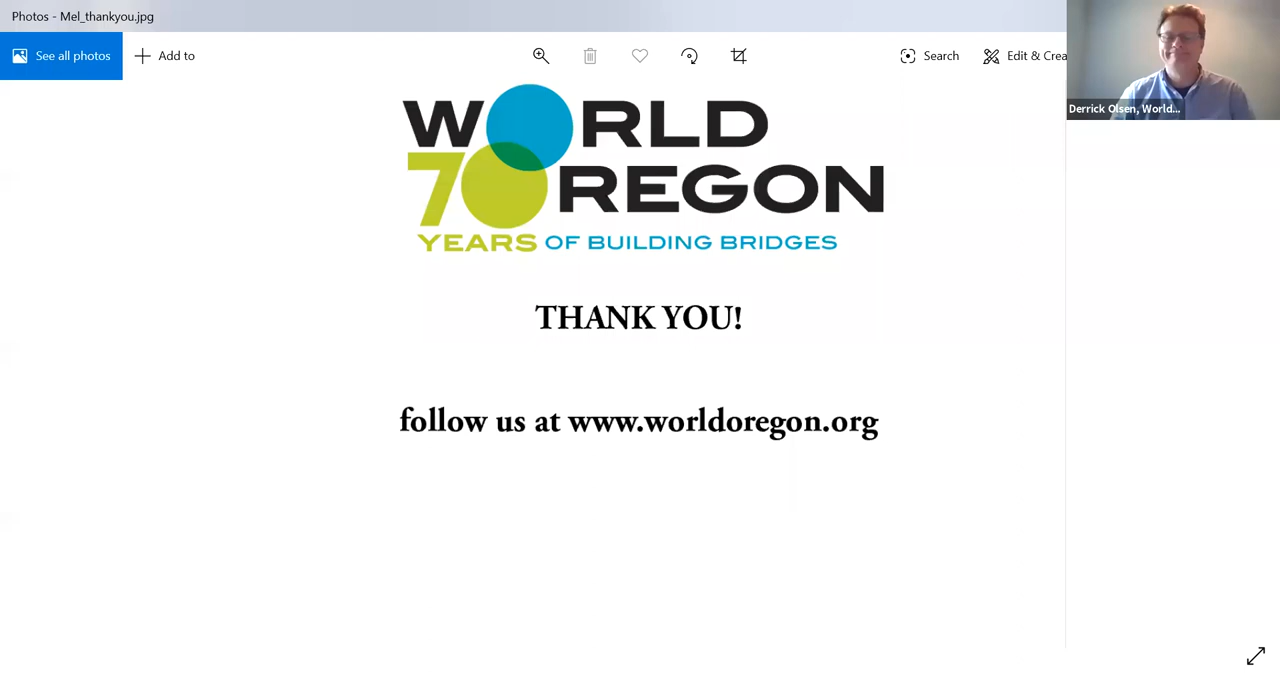 Photos - Mel_thankyou.jpg
See all photos
Add to
Search
Edit & Crea
Derrick Olsen, World...
WORLD
70 OREGON
YEARS OF BUILDING BRIDGES
THANK YOU!
follow us at www.worldoregon.org